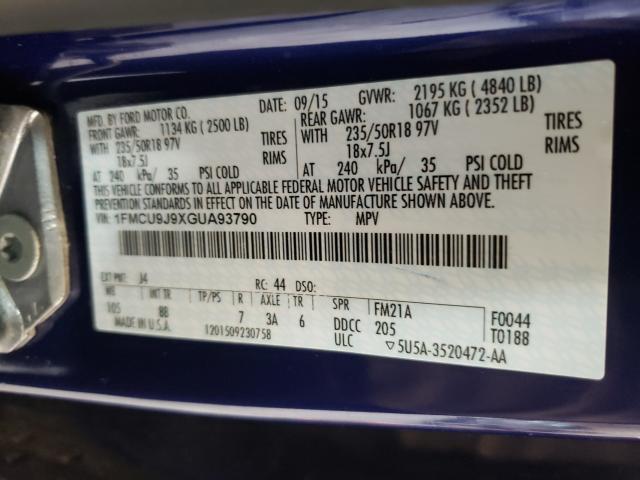 MFD. BY FORD MOTOR CO. DATE: 09/15 GVWR: 2195 KG ( 4840 LB)
FRONT GAWR: 1134 KG ( 2500 LB) REAR GAWR: 1067 KG ( 2352 LB)
WITH 235/50R18 97V TIRES WITH 235/50R18 97V TIRES
18x7.5J RIMS 18x7.5J RIMS
AT 240 kPa/ 35 PSI COLD AT 240 kPa/ 35 PSI COLD
THIS VEHICLE CONFORMS TO ALL APPLICABLE FEDERAL MOTOR VEHICLE SAFETY AND THEFT
PREVENTION STANDARDS IN EFFECT ON THE DATE OF MANUFACTURE SHOWN ABOVE.
VIN: 1FMCU9J9XGUA93790 TYPE: MPV
EXT PNT: J4 RC: 44 DSO:
WB INT TR TP/PS R AXLE TR SPR FM21A F0044
105 BB 7 3A 6 DDCC 205 T0188
MADE IN U.S.A. 1201509230758 ULC ▽5U5A-3520472-AA